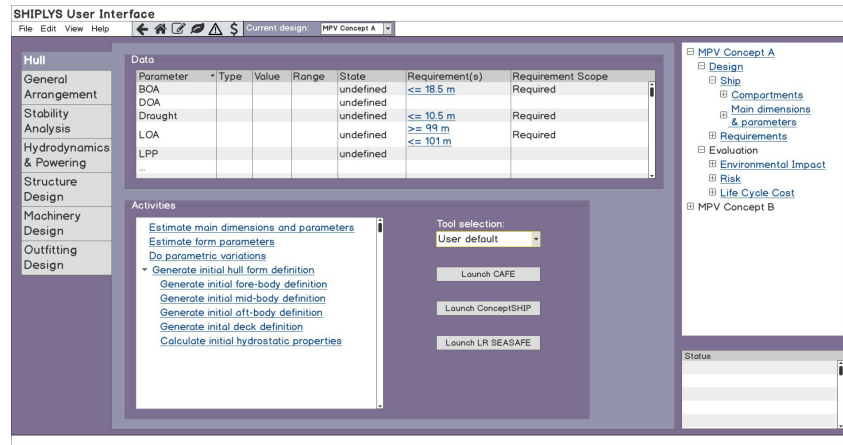 SHIPLYS User Interface
File Edit View Help
$ Current design: MPV Concept A
Hull
General
Arrangement
Stability
Analysis
Hydrodynamics
& Powering
Structure
Design
Machinery
Design
Outfitting
Design
Data
Parameter Type Value Range State Requirement(s) Requirement Scope
BOA undefined <= 18.5 m Required
DOA undefined
Draught undefined <= 10.5 m Required
LOA undefined >= 99 m Required
<= 101 m
LPP undefined
...
Activities
Estimate main dimensions and parameters
Estimate form parameters
Do parametric variations
Generate initial hull form definition
Generate initial fore-body definition
Generate initial mid-body definition
Generate initial aft-body definition
Generate inital deck definition
Calculate initial hydrostatic properties
Tool selection:
User default
Launch CAFE
Launch ConceptSHIP
Launch LR SEASAFE
MPV Concept A
Design
Ship
Compartments
Main dimensions
& parameters
Requirements
Evaluation
Environmental Impact
Risk
Life Cycle Cost
MPV Concept B
Status